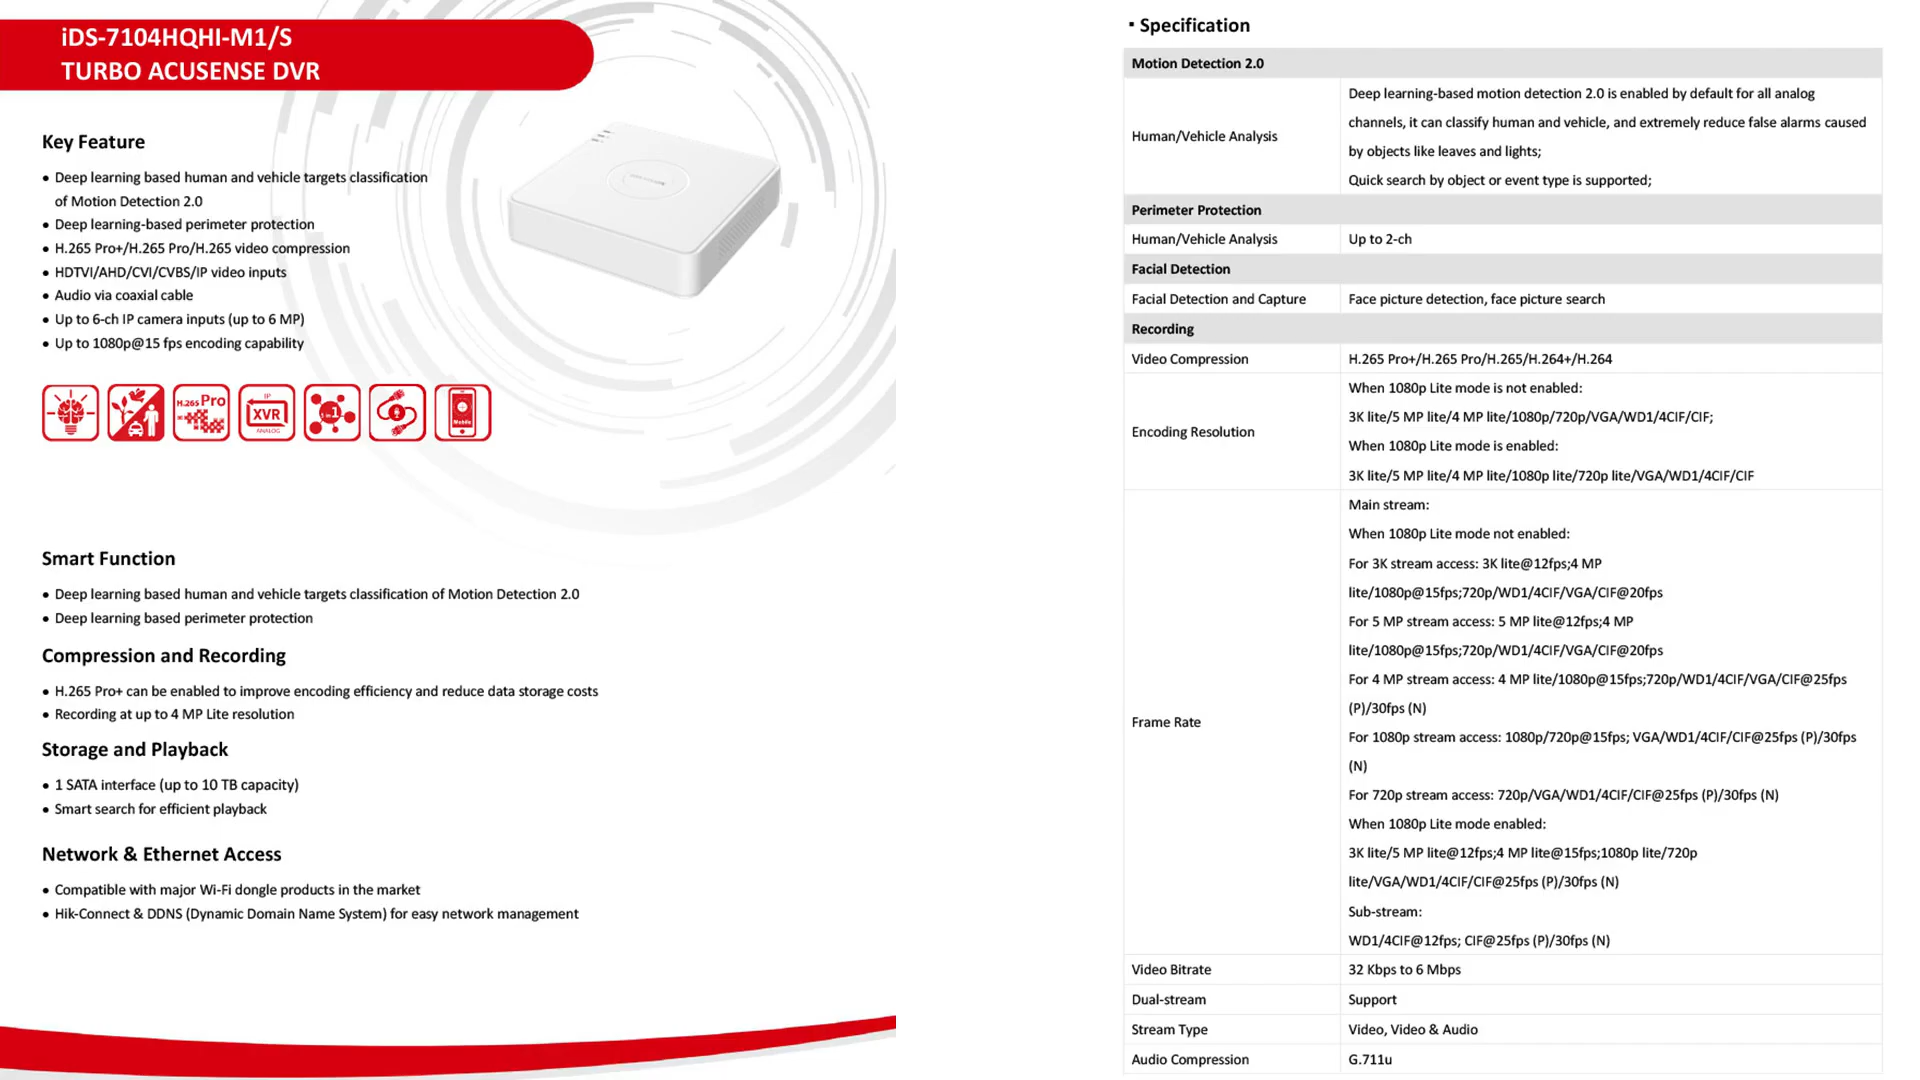 iDS-7104HQHI-M1/S
TURBO ACUSENSE DVR
Key Feature
• Deep learning based human and vehicle targets classification
of Motion Detection 2.0
• Deep learning-based perimeter protection
• H.265 Pro+/H.265 Pro/H.265 video compression
• HDTVI/AHD/CVI/CVBS/IP video inputs
• Audio via coaxial cable
• Up to 6-ch IP camera inputs (up to 6 MP)
• Up to 1080p@15 fps encoding capability
H.265 Pro
IP
XVR
ANALOG
Mobile
Smart Function
• Deep learning based human and vehicle targets classification of Motion Detection 2.0
• Deep learning based perimeter protection
Compression and Recording
• H.265 Pro+ can be enabled to improve encoding efficiency and reduce data storage costs
• Recording at up to 4 MP Lite resolution
Storage and Playback
• 1 SATA interface (up to 10 TB capacity)
• Smart search for efficient playback
Network & Ethernet Access
• Compatible with major Wi-Fi dongle products in the market
• Hik-Connect & DDNS (Dynamic Domain Name System) for easy network management
▪ Specification
Motion Detection 2.0
Human/Vehicle Analysis
Deep learning-based motion detection 2.0 is enabled by default for all analog
channels, it can classify human and vehicle, and extremely reduce false alarms caused
by objects like leaves and lights;
Quick search by object or event type is supported;
Perimeter Protection
Human/Vehicle Analysis Up to 2-ch
Facial Detection
Facial Detection and Capture Face picture detection, face picture search
Recording
Video Compression H.265 Pro+/H.265 Pro/H.265/H.264+/H.264
Encoding Resolution
When 1080p Lite mode is not enabled:
3K lite/5 MP lite/4 MP lite/1080p/720p/VGA/WD1/4CIF/CIF;
When 1080p Lite mode is enabled:
3K lite/5 MP lite/4 MP lite/1080p lite/720p lite/VGA/WD1/4CIF/CIF
Frame Rate
Main stream:
When 1080p Lite mode not enabled:
For 3K stream access: 3K lite@12fps;4 MP
lite/1080p@15fps;720p/WD1/4CIF/VGA/CIF@20fps
For 5 MP stream access: 5 MP lite@12fps;4 MP
lite/1080p@15fps;720p/WD1/4CIF/VGA/CIF@20fps
For 4 MP stream access: 4 MP lite/1080p@15fps;720p/WD1/4CIF/VGA/CIF@25fps
(P)/30fps (N)
For 1080p stream access: 1080p/720p@15fps; VGA/WD1/4CIF/CIF@25fps (P)/30fps
(N)
For 720p stream access: 720p/VGA/WD1/4CIF/CIF@25fps (P)/30fps (N)
When 1080p Lite mode enabled:
3K lite/5 MP lite@12fps;4 MP lite@15fps;1080p lite/720p
lite/VGA/WD1/4CIF/CIF@25fps (P)/30fps (N)
Sub-stream:
WD1/4CIF@12fps; CIF@25fps (P)/30fps (N)
Video Bitrate 32 Kbps to 6 Mbps
Dual-stream Support
Stream Type Video, Video & Audio
Audio Compression G.711u